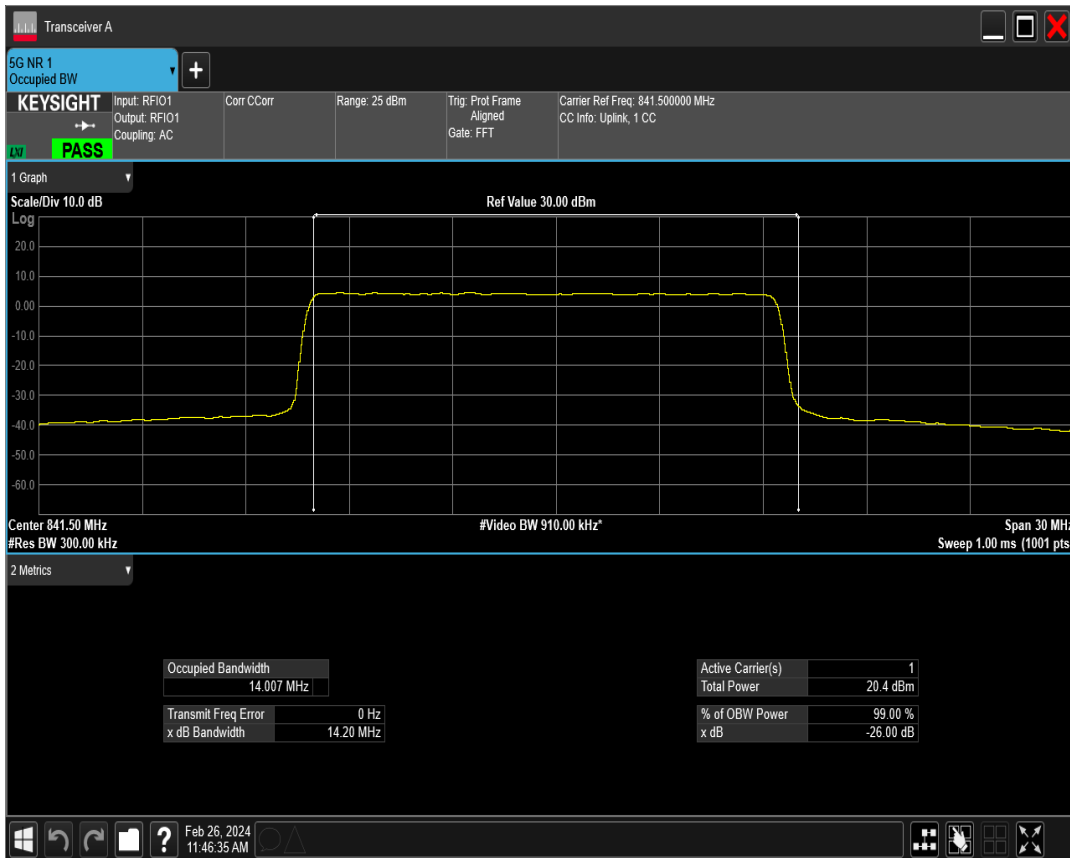 Transceiver A
5G NR 1
Occupied BW
+
KEYSIGHT
LXI
PASS
Input: RFIO1
Output: RFIO1
Coupling: AC
Corr CCorr
Range: 25 dBm
Trig: Prot Frame
Aligned
Gate: FFT
Carrier Ref Freq: 841.500000 MHz
CC Info: Uplink, 1 CC
1 Graph
Scale/Div 10.0 dB
Ref Value 30.00 dBm
Log
20.0
10.0
0.00
-10.0
-20.0
-30.0
-40.0
-50.0
-60.0
Center 841.50 MHz
#Video BW 910.00 kHz*
Span 30 MHz
#Res BW 300.00 kHz
Sweep 1.00 ms (1001 pts
2 Metrics
Occupied Bandwidth
14.007 MHz
Transmit Freq Error 0 Hz
x dB Bandwidth 14.20 MHz
Active Carrier(s) 1
Total Power 20.4 dBm
% of OBW Power 99.00 %
x dB -26.00 dB
?
Feb 26, 2024
11:46:35 AM